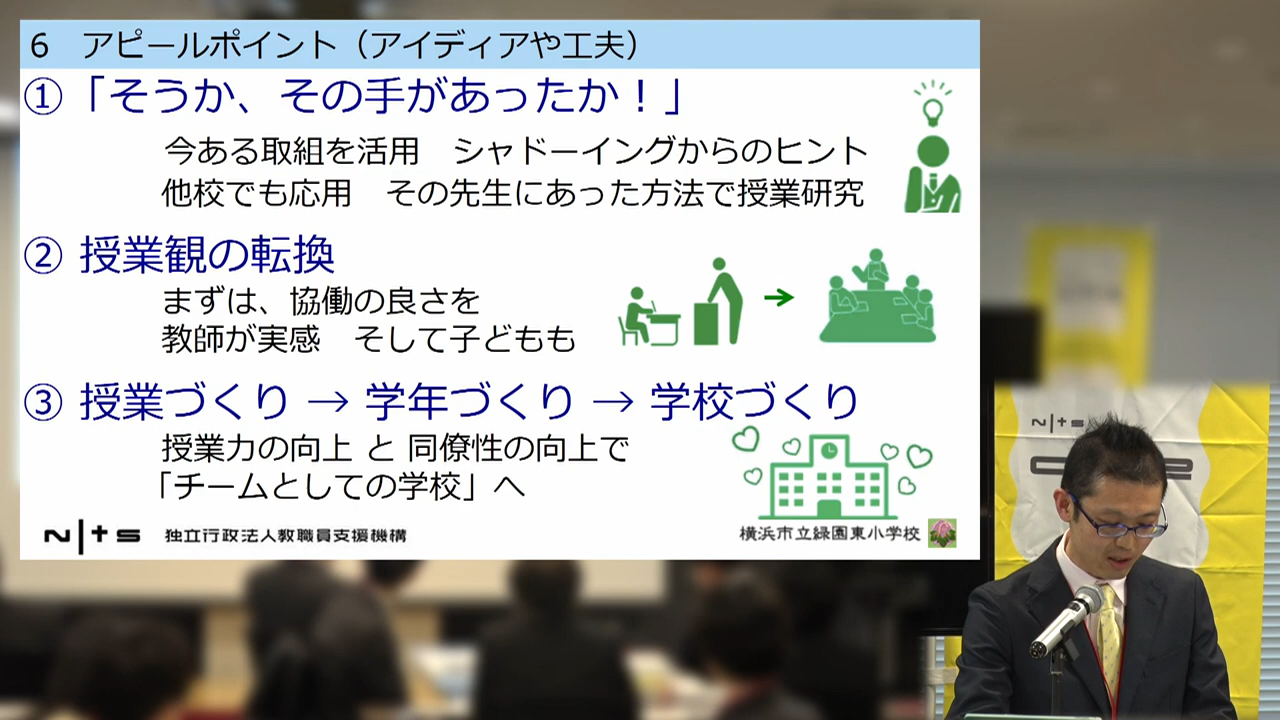 6 アピールポイント（アイディアや工夫）
①「そうか、その手があったか！」
今ある取組を活用 シャドーイングからのヒント
他校でも応用 その先生にあった方法で授業研究
② 授業観の転換
まずは、協働の良さを
教師が実感 そして子どもも
③ 授業づくり → 学年づくり → 学校づくり
授業力の向上 と 同僚性の向上で
「チームとしての学校」へ
NITS 独立行政法人教職員支援機構
横浜市立緑園東小学校
NITS